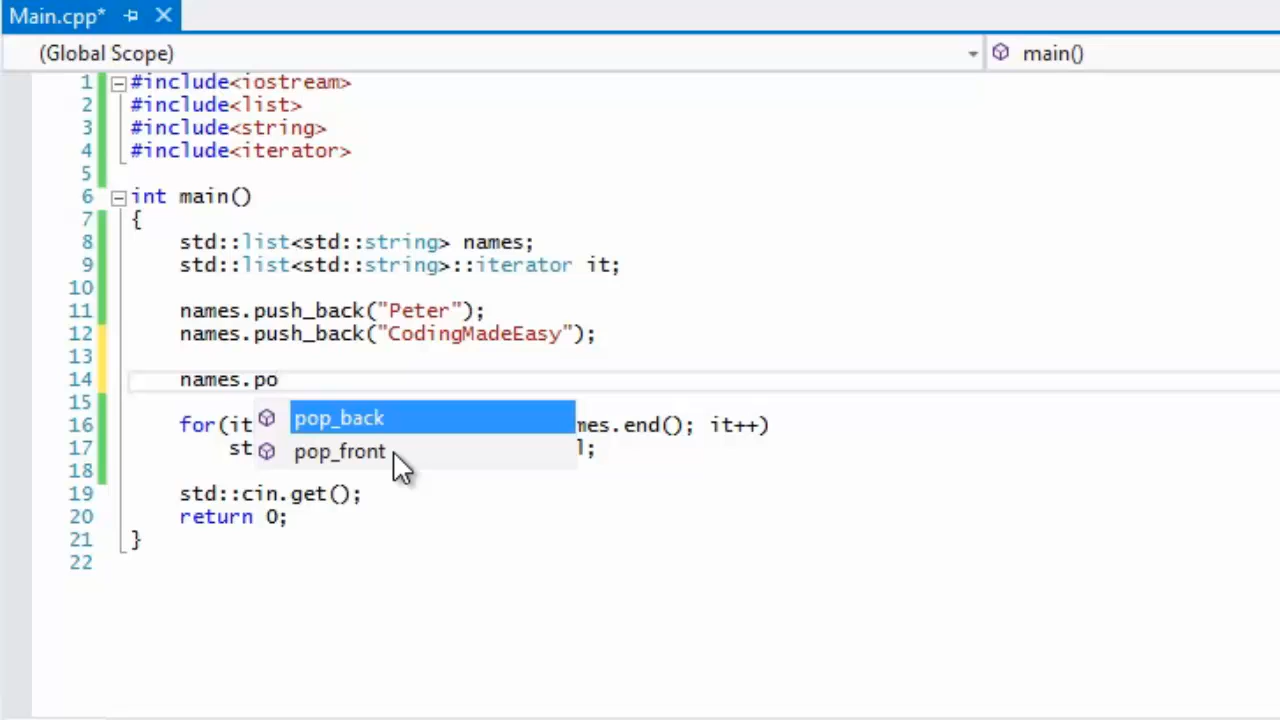 Main.cpp*
(Global Scope)
main()
1 #include<iostream>
2 #include<list>
3 #include<string>
4 #include<iterator>
5
6 int main()
7 {
8 std::list<std::string> names;
9 std::list<std::string>::iterator it;
10
11 names.push_back("Peter");
12 names.push_back("CodingMadeEasy");
13
14 names.po
15 pop_back
16 for(it mes.end(); it++)
pop_front
17 st l;
18
19 std::cin.get();
20 return 0;
21 }
22